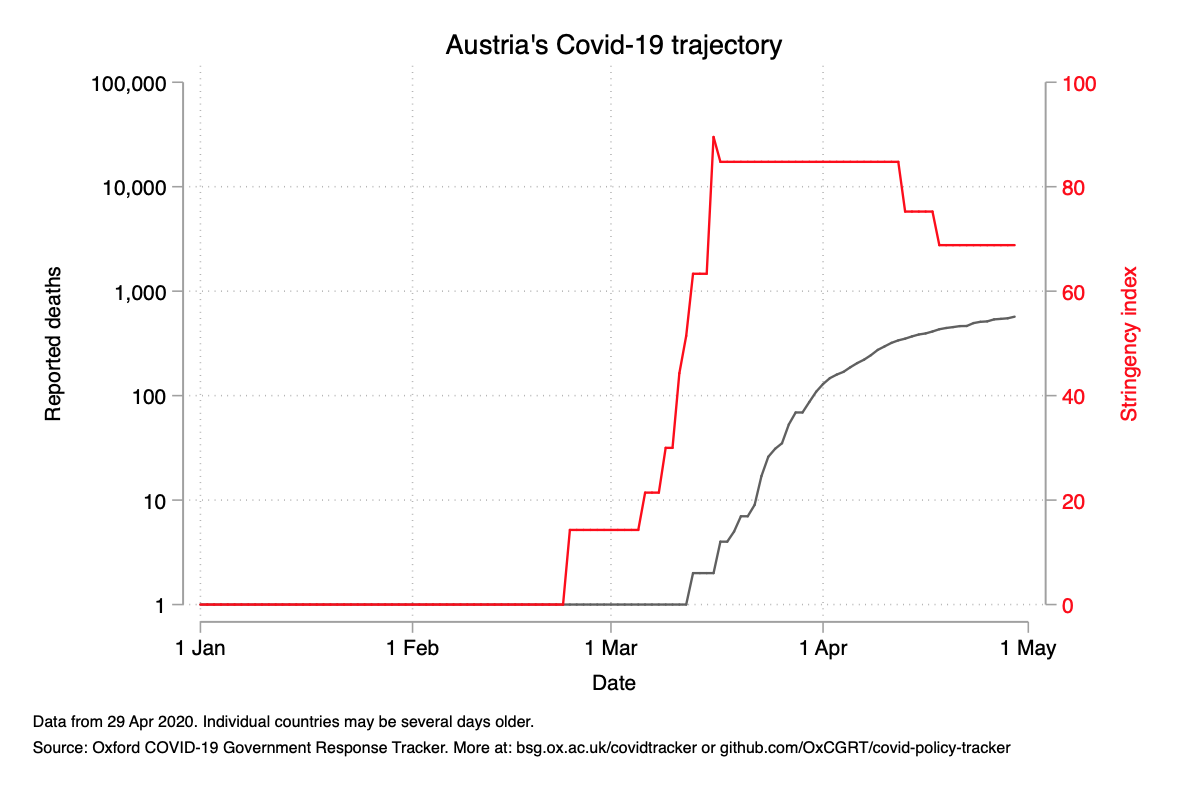 Austria's Covid-19 trajectory
100,000
10,000
1,000
100
10
1
Reported deaths
100
80
60
40
20
0
Stringency index
1 Jan
1 Feb
1 Mar
1 Apr
1 May
Date
Data from 29 Apr 2020. Individual countries may be several days older.
Source: Oxford COVID-19 Government Response Tracker. More at: bsg.ox.ac.uk/covidtracker or github.com/OxCGRT/covid-policy-tracker